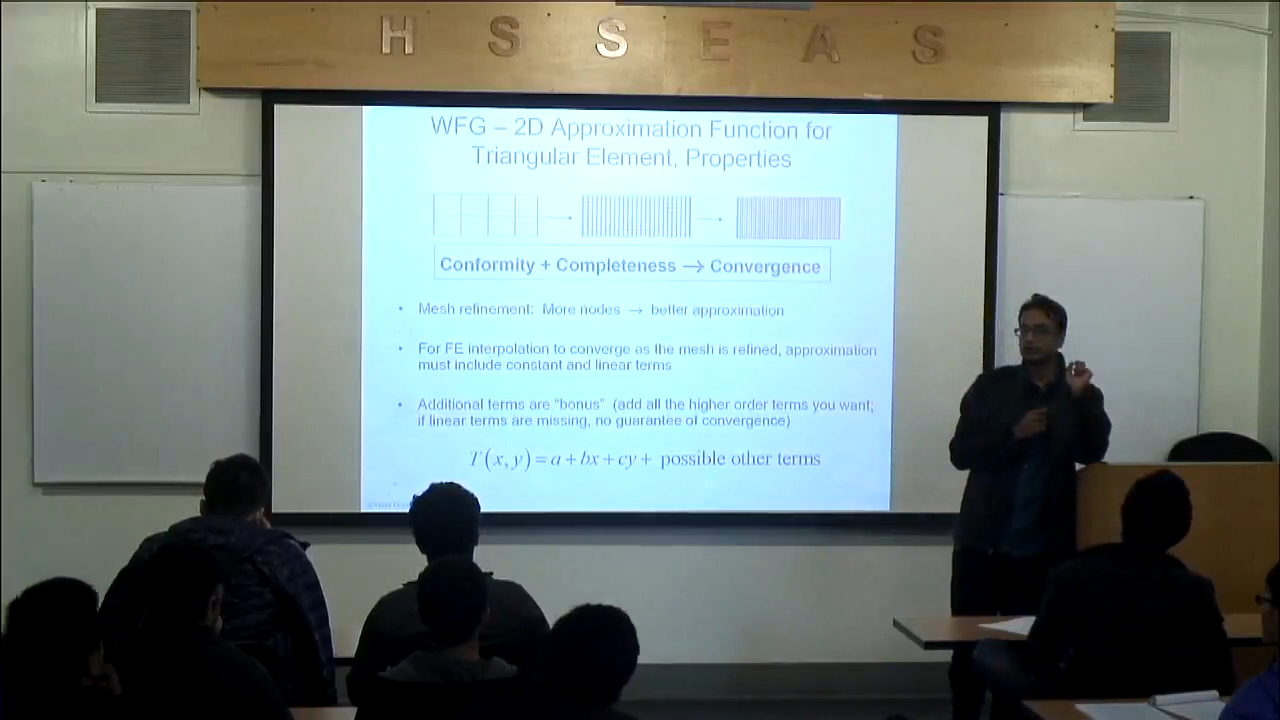 H S S E A S
WFG – 2D Approximation Function for
Triangular Element, Properties
Conformity + Completeness → Convergence
• Mesh refinement: More nodes → better approximation
• For FE interpolation to converge as the mesh is refined, approximation
must include constant and linear terms
• Additional terms are "bonus" (add all the higher order terms you want;
if linear terms are missing, no guarantee of convergence)
T(x, y) = a + bx + cy + possible other terms